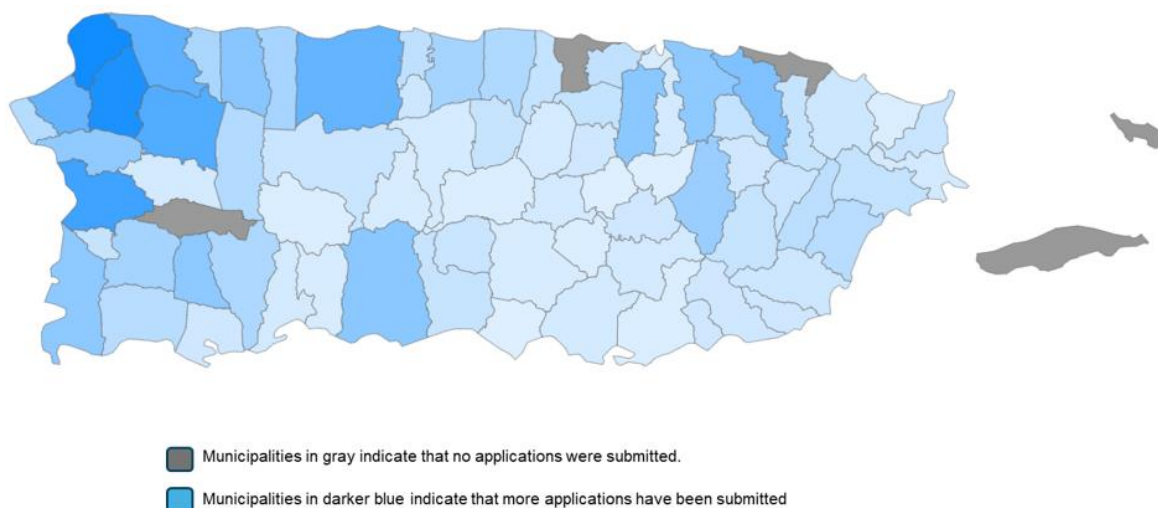 Municipalities in gray indicate that no applications were submitted.
Municipalities in darker blue indicate that more applications have been submitted